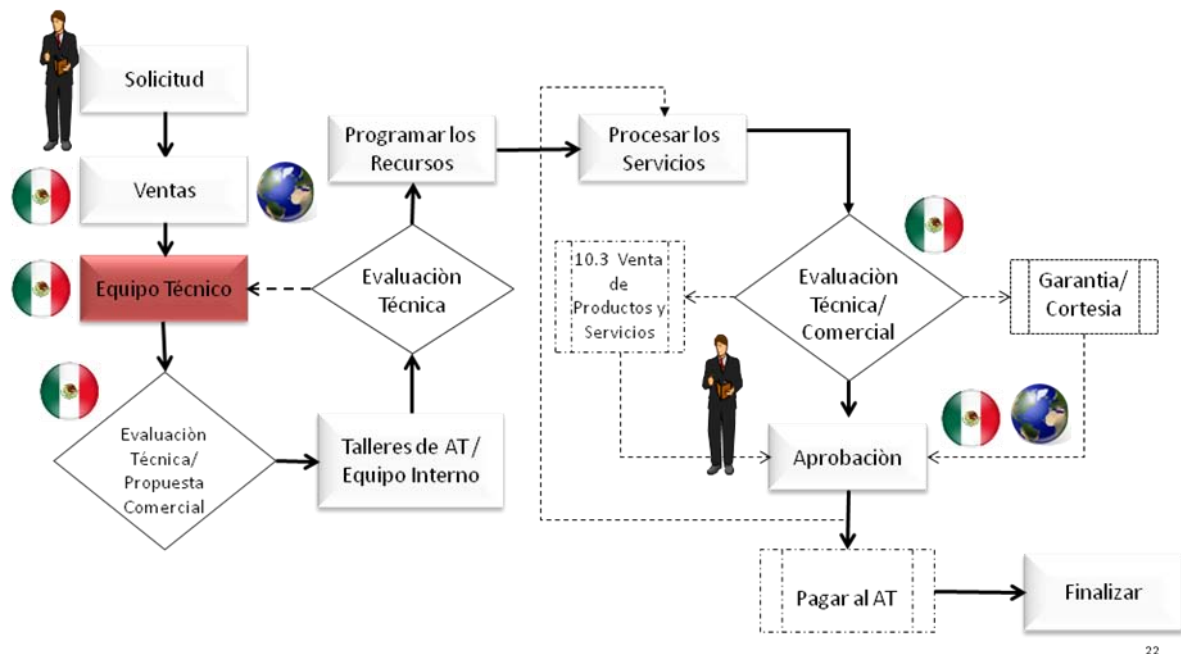 Solicitud
Ventas
Equipo Técnico
Evaluaciòn
Técnica/
Propuesta
Comercial
Talleres de AT/
Equipo Interno
Evaluaciòn
Técnica
Programar los
Recursos
Procesar los
Servicios
Evaluaciòn
Técnica/
Comercial
10.3 Venta
de
Productos y
Servicios
Garantia/
Cortesia
Aprobaciòn
Pagar al AT
Finalizar
22